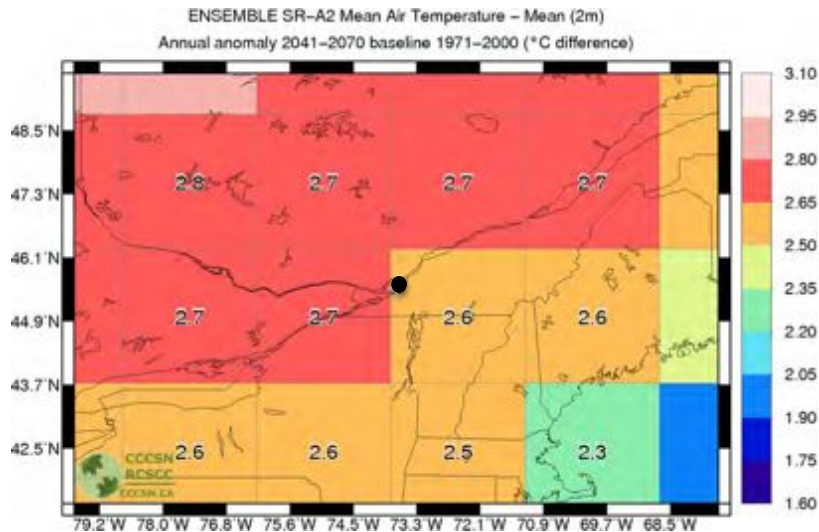 ENSEMBLE SR-A2 Mean Air Temperature - Mean (2m)
Annual anomaly 2041-2070 baseline 1971-2000 (°C difference)
3.10
48.5°N
2.95
2.80
47.3°N
2.8 2.7 2.7 2.7
2.65
46.1°N
2.50
2.35
44.9°N
2.7 2.7 2.6 2.6
2.20
43.7°N
2.05
1.90
42.5°N
2.6 2.6 2.5 2.3
CCCSN
RCSCC
CCCSN.CA
1.75
1.60
79.2°W 78.0°W 76.8°W 75.6°W 74.5°W 73.3°W 72.1°W 70.9°W 69.7°W 68.5°W